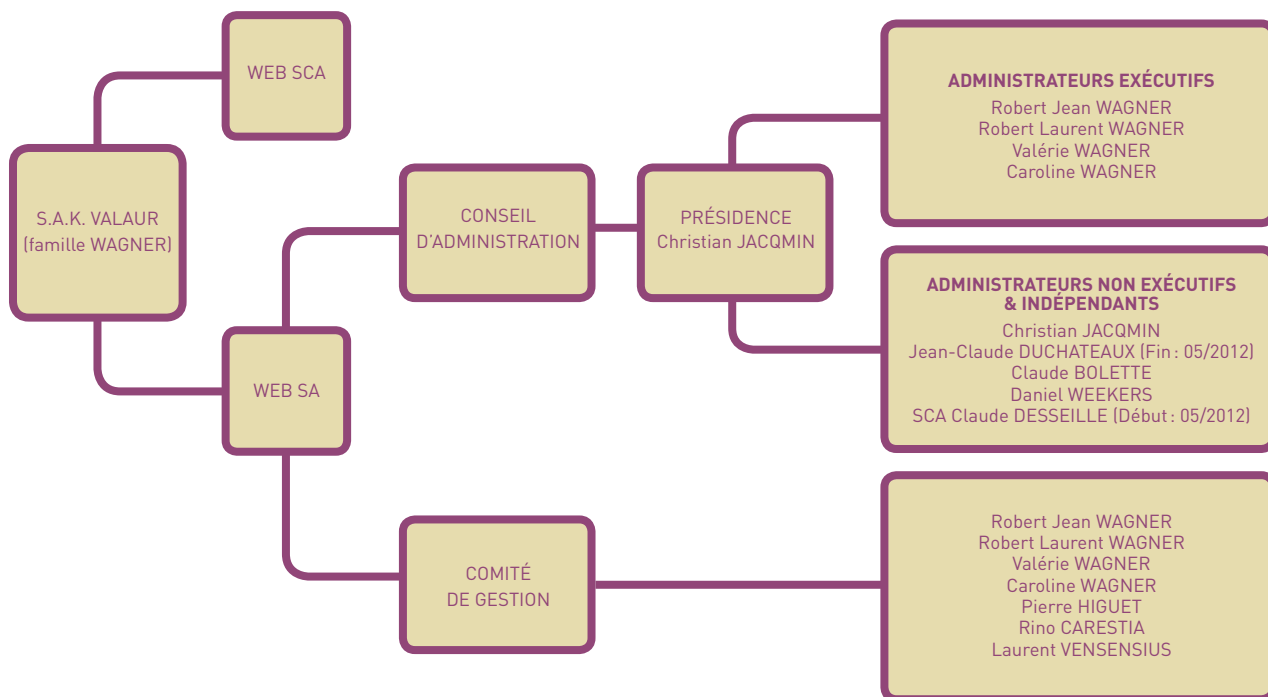 WEB SCA
S.A.K. VALAUR
(famille WAGNER)
WEB SA
CONSEIL
D'ADMINISTRATION
PRÉSIDENCE
Christian JACQMIN
ADMINISTRATEURS EXÉCUTIFS
Robert Jean WAGNER
Robert Laurent WAGNER
Valérie WAGNER
Caroline WAGNER
ADMINISTRATEURS NON EXÉCUTIFS
& INDÉPENDANTS
Christian JACQMIN
Jean-Claude DUCHATEAUX (Fin : 05/2012)
Claude BOLETTE
Daniel WEEKERS
SCA Claude DESSEILLE (Début : 05/2012)
COMITÉ
DE GESTION
Robert Jean WAGNER
Robert Laurent WAGNER
Valérie WAGNER
Caroline WAGNER
Pierre HIGUET
Rino CARESTIA
Laurent VENSENSIUS